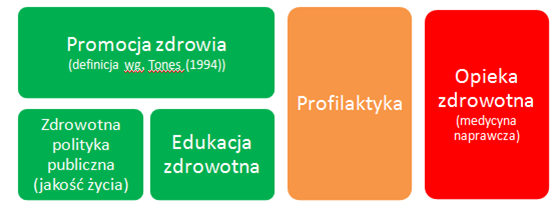 Promocja zdrowia
(definicja wg, Tones (1994))
Zdrowotna
polityka
publiczna
(jakość życia)
Edukacja
zdrowotna
Profilaktyka
Opieka
zdrowotna
(medycyna
naprawcza)